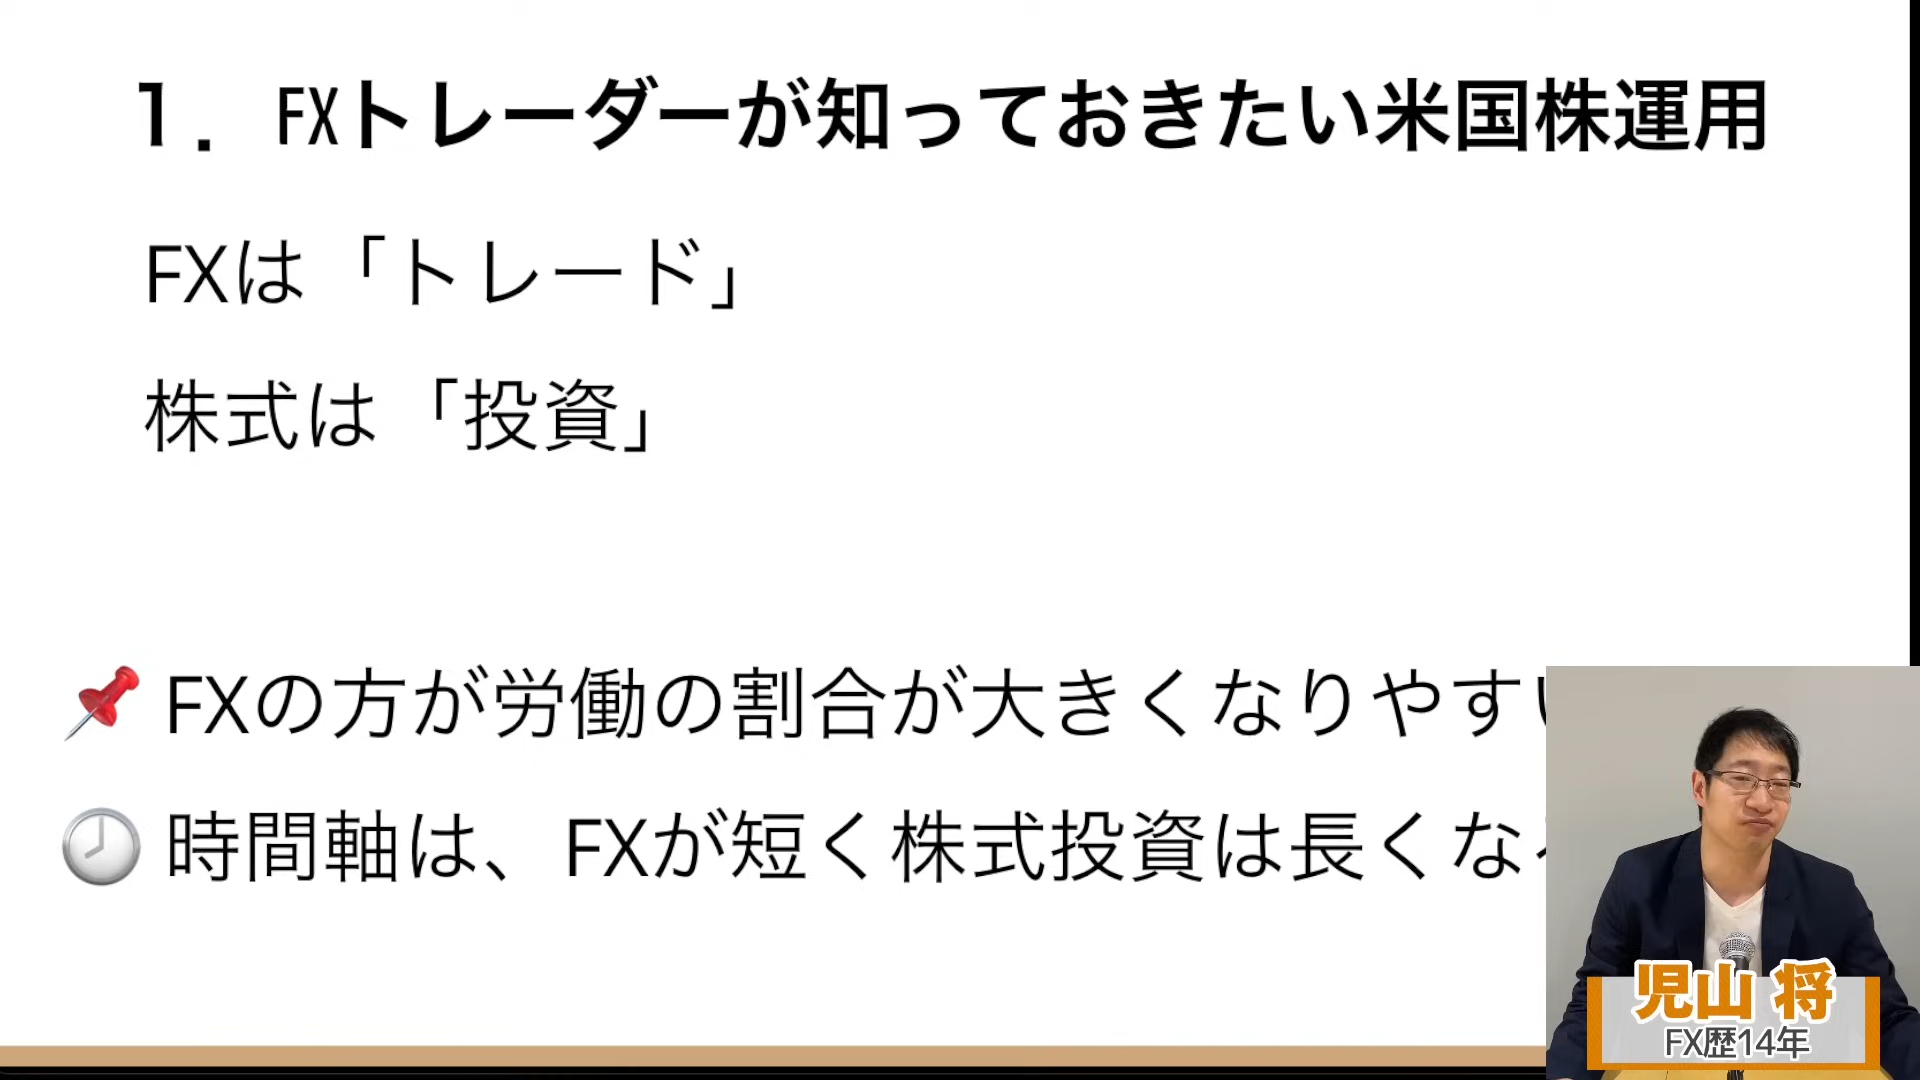 １．FXトレーダーが知っておきたい米国株運用
FXは「トレード」
株式は「投資」
FXの方が労働の割合が大きくなりやす
時間軸は、FXが短く株式投資は長くな
児山 将
FX歴14年